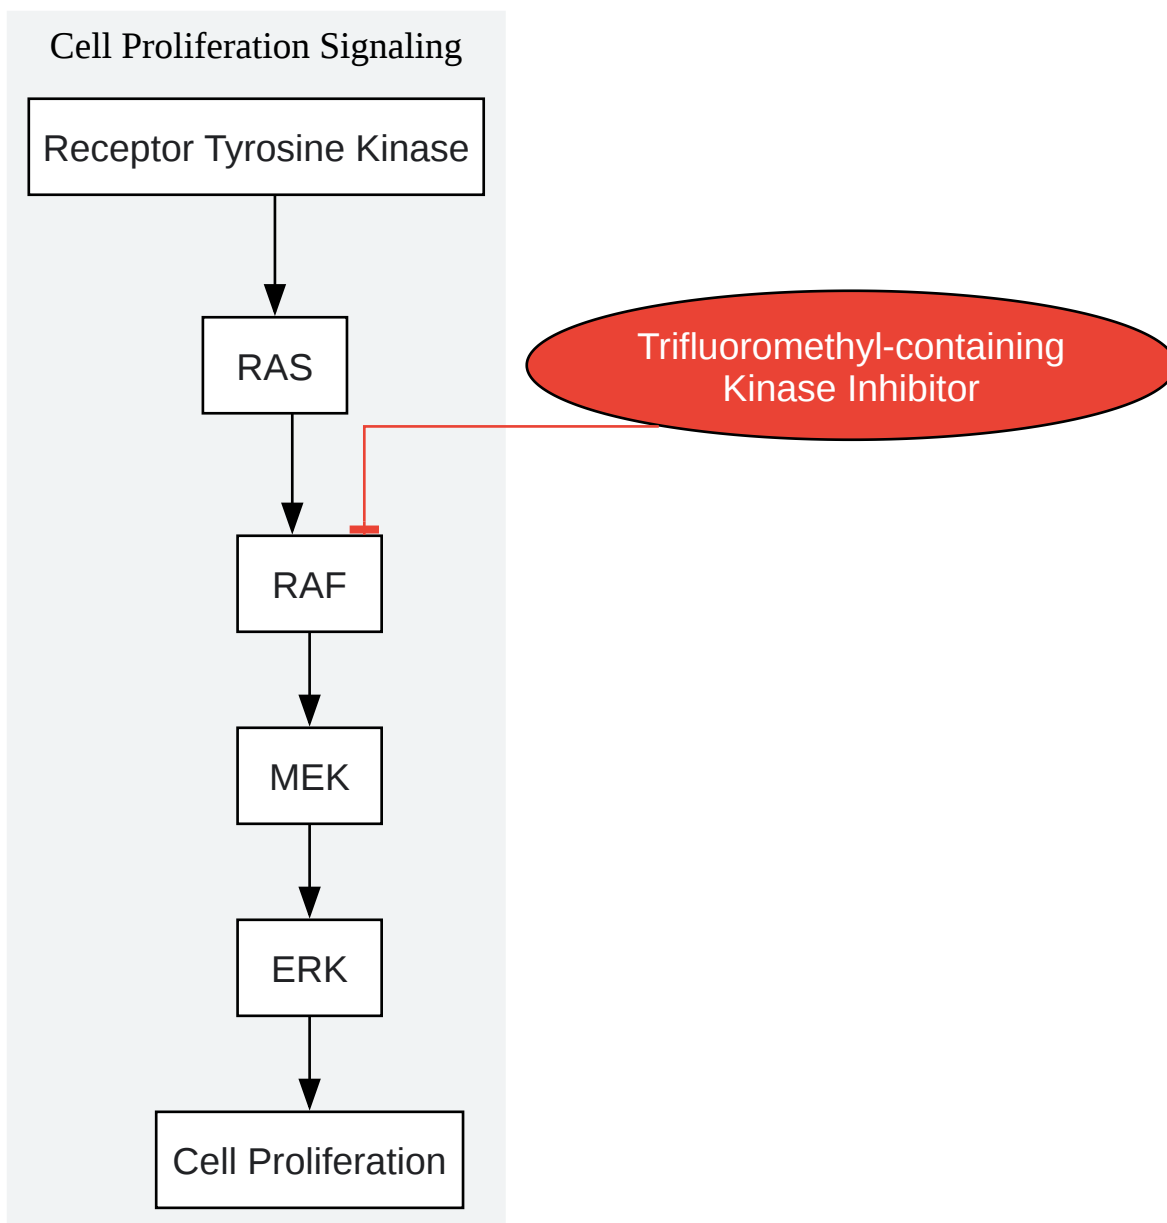 Cell Proliferation Signaling
Receptor Tyrosine Kinase
RAS
Trifluoromethyl-containing
Kinase Inhibitor
RAF
MEK
ERK
Cell Proliferation